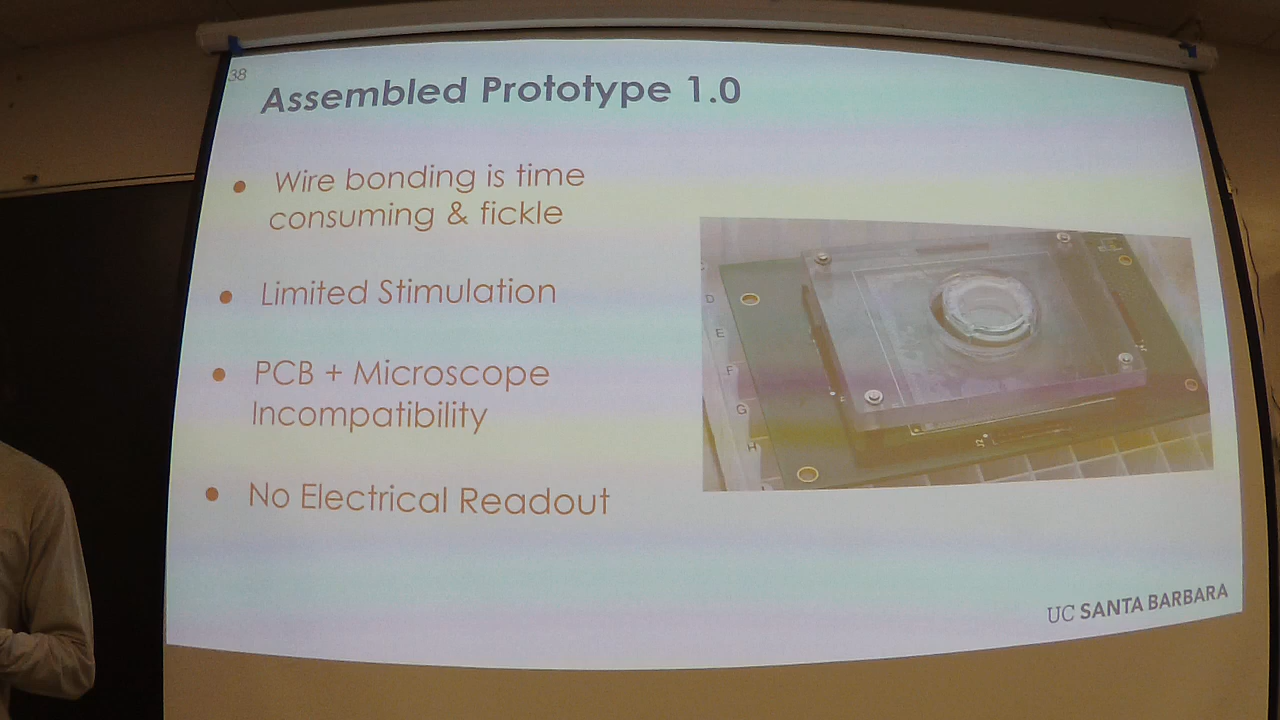 38
Assembled Prototype 1.0
Wire bonding is time
consuming & fickle
Limited Stimulation
PCB + Microscope
Incompatibility
No Electrical Readout
D
E
F
G
H
UC SANTA BARBARA